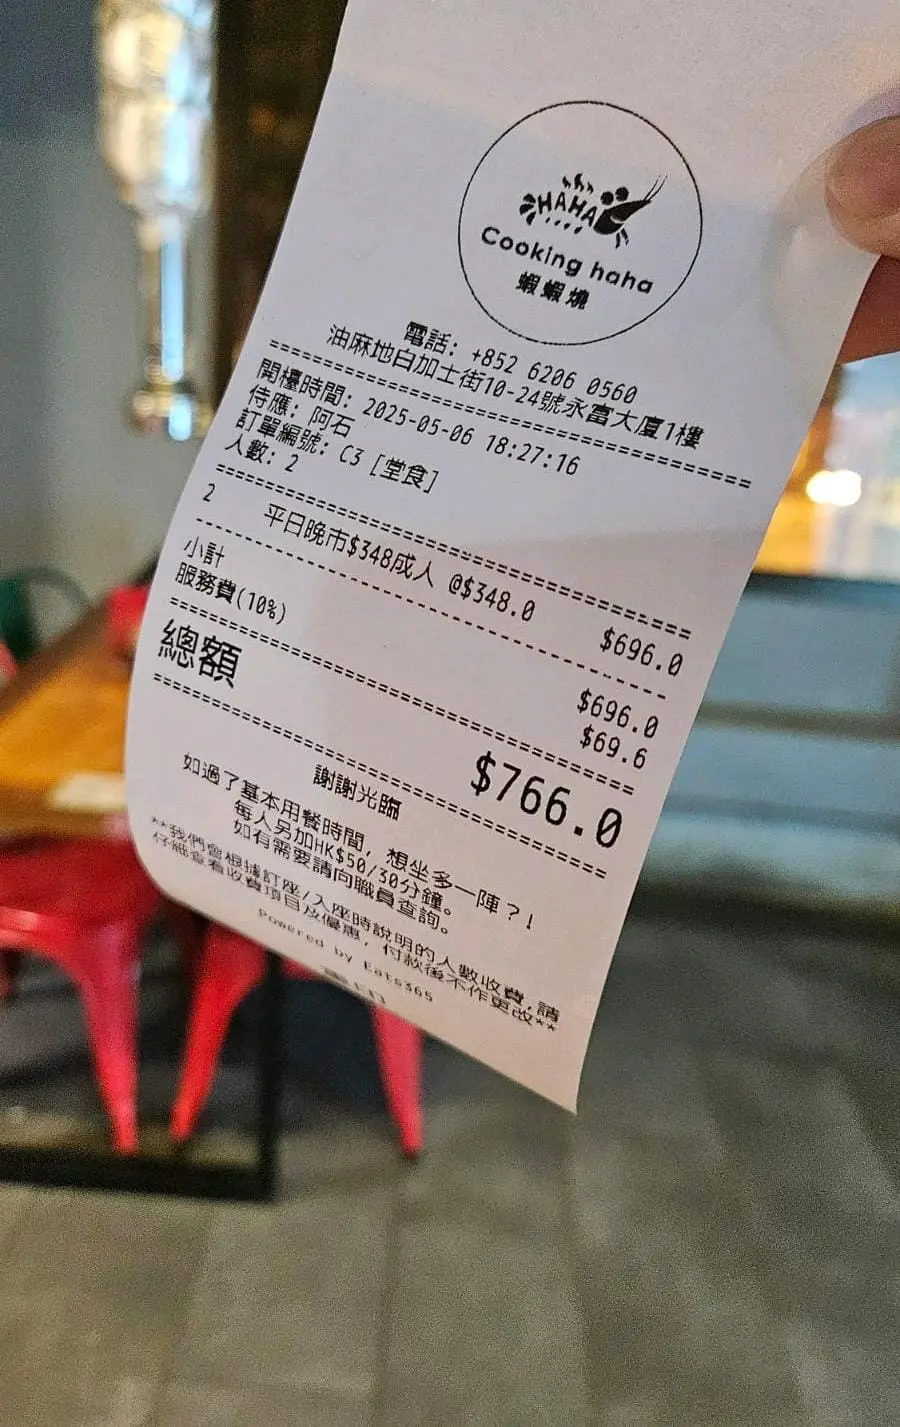 HAHA
Cooking haha
蝦蝦燒
電話: +852 6206 0560
油麻地白加士街10-24號永富大廈1樓
開檯時間: 2025-05-06 18:27:16
侍應: 阿石
訂單編號: C3 [堂食]
人數: 2
2 平日晚市$348成人 @$348.0 $696.0
小計 $696.0
服務費(10%) $69.6
總額 $766.0
謝謝光臨
如過了基本用餐時間, 想坐多一陣?!
每人另加HK$50/30分鐘。
如有需要請向職員查詢。
**我們會根據訂座/入座時說明的人數收費,請
仔細查看收費項目及優惠, 付款後不作更改**
Powered by Eats365